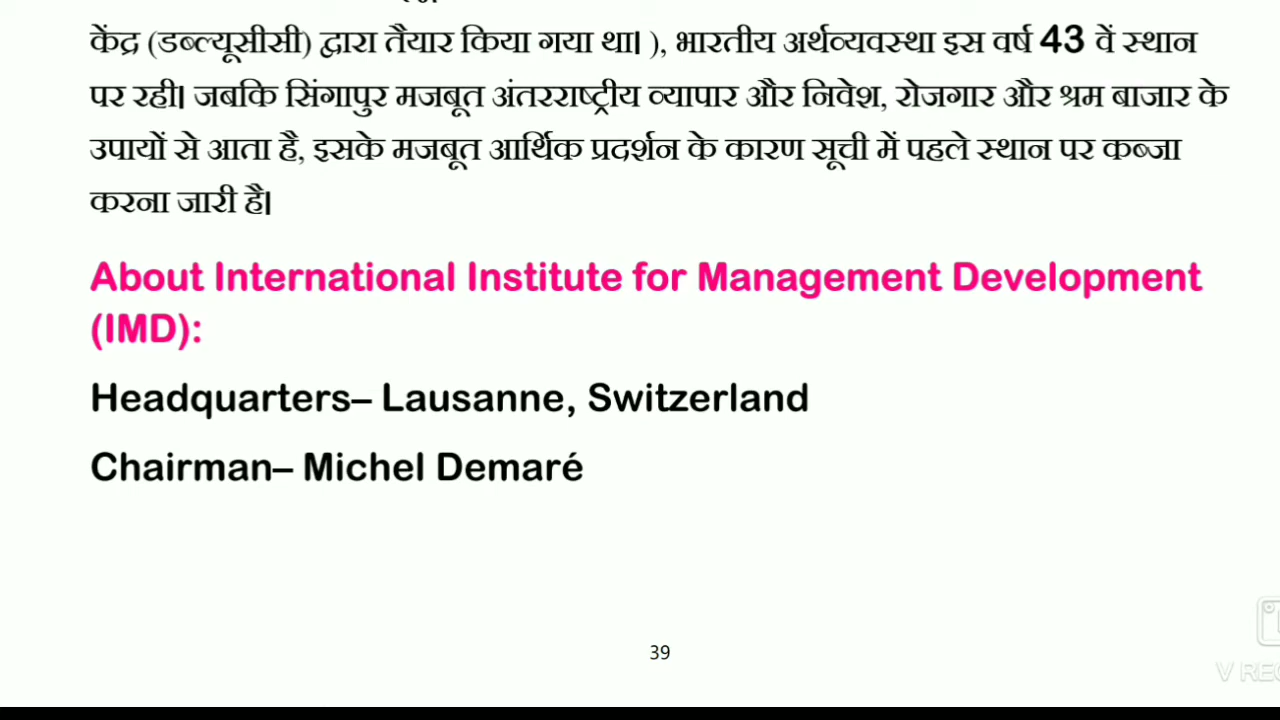 केंद्र (डब्ल्यूसीसी) द्वारा तैयार किया गया था। ), भारतीय अर्थव्यवस्था इस वर्ष 43 वें स्थान
पर रही। जबकि सिंगापुर मजबूत अंतरराष्ट्रीय व्यापार और निवेश, रोजगार और श्रम बाजार के
उपायों से आता है, इसके मजबूत आर्थिक प्रदर्शन के कारण सूची में पहले स्थान पर कब्जा
करना जारी है।
About International Institute for Management Development
(IMD):
Headquarters– Lausanne, Switzerland
Chairman– Michel Demaré
39